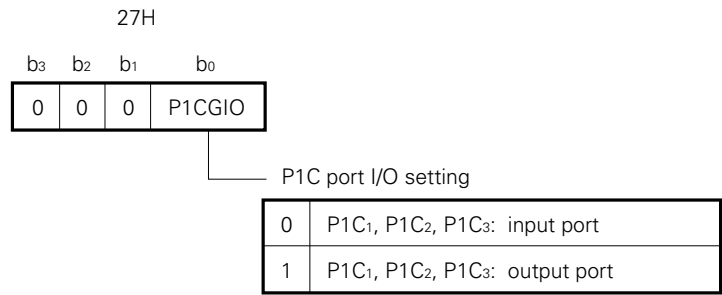 27H
b3 b2 b1 b0
0 0 0 P1CGIO
P1C port I/O setting
0 P1C1, P1C2, P1C3: input port
1 P1C1, P1C2, P1C3: output port